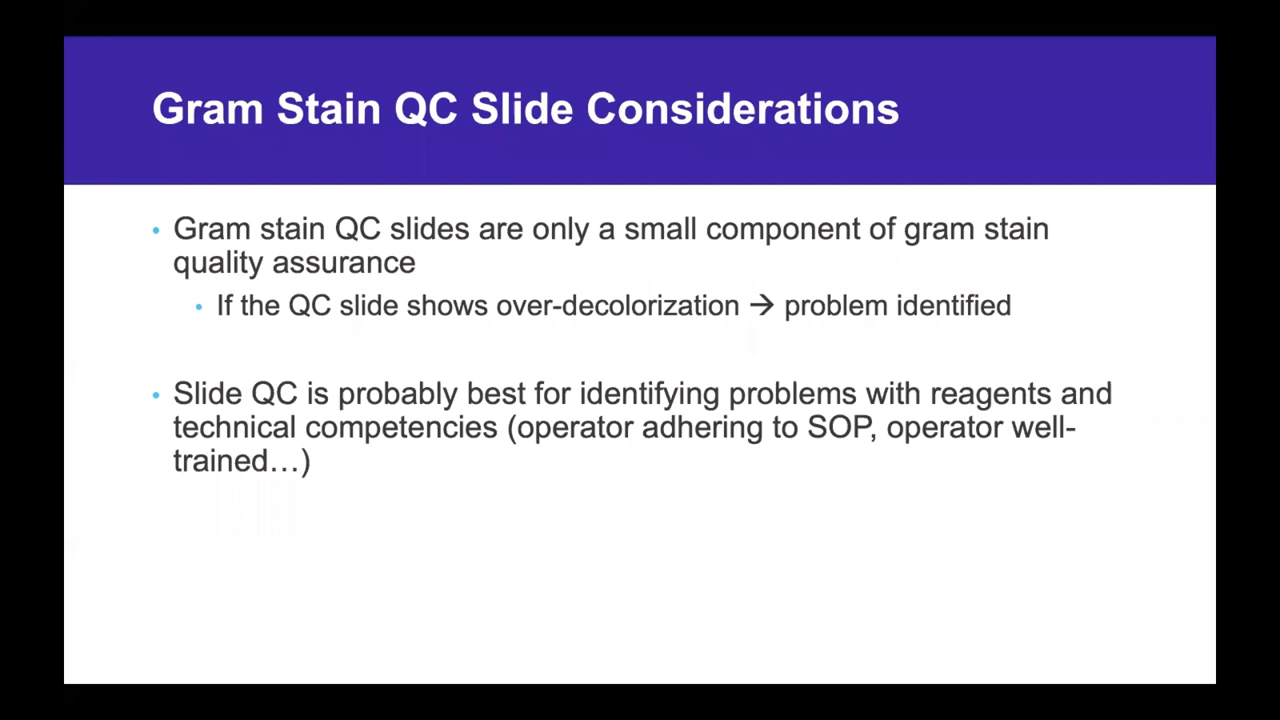 Gram Stain QC Slide Considerations
• Gram stain QC slides are only a small component of gram stain
quality assurance
• If the QC slide shows over-decolorization → problem identified
• Slide QC is probably best for identifying problems with reagents and
technical competencies (operator adhering to SOP, operator well-
trained…)